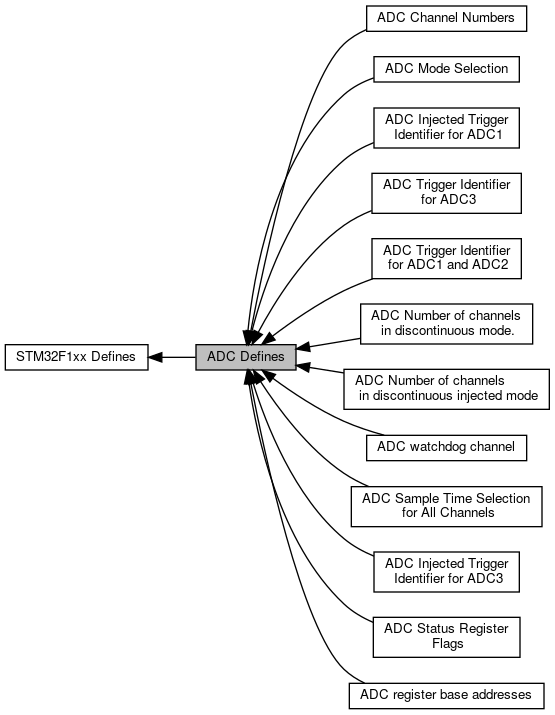 ADC Channel Numbers
ADC Mode Selection
ADC Injected Trigger
Identifier for ADC1
ADC Trigger Identifier
for ADC3
ADC Trigger Identifier
for ADC1 and ADC2
ADC Number of channels
in discontinuous mode.
STM32F1xx Defines
ADC Defines
ADC Number of channels
in discontinuous injected mode
ADC watchdog channel
ADC Sample Time Selection
for All Channels
ADC Injected Trigger
Identifier for ADC3
ADC Status Register
Flags
ADC register base addresses